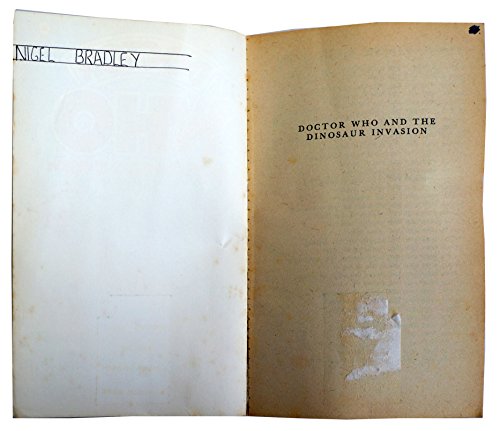 NIGEL BRADLEY
DOCTOR WHO AND THE
DINOSAUR INVASION